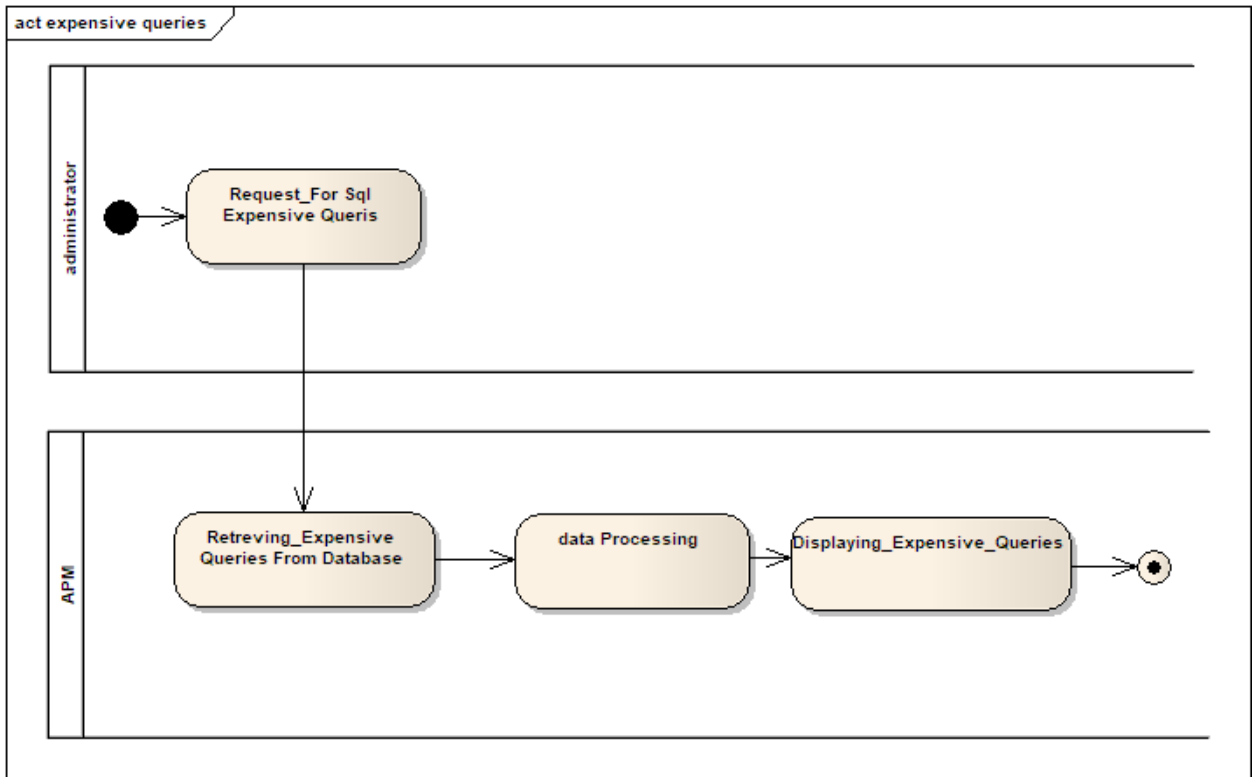 act expensive queries
administrator
Request_For Sql
Expensive Queris
APM
Retreving_Expensive
Queries From Database
data Processing
Displaying_Expensive_Queries